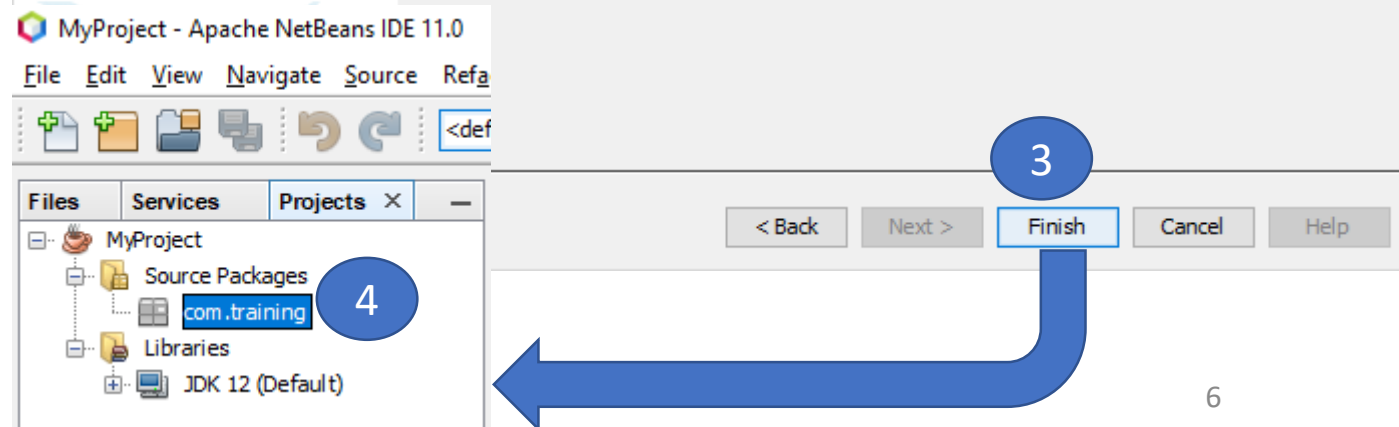 MyProject - Apache NetBeans IDE 11.0
File Edit View Navigate Source Refa
<def
3
Files Services Projects
< Back Next > Finish Cancel Help
MyProject
Source Packages
com.training
4
Libraries
JDK 12 (Default)
6